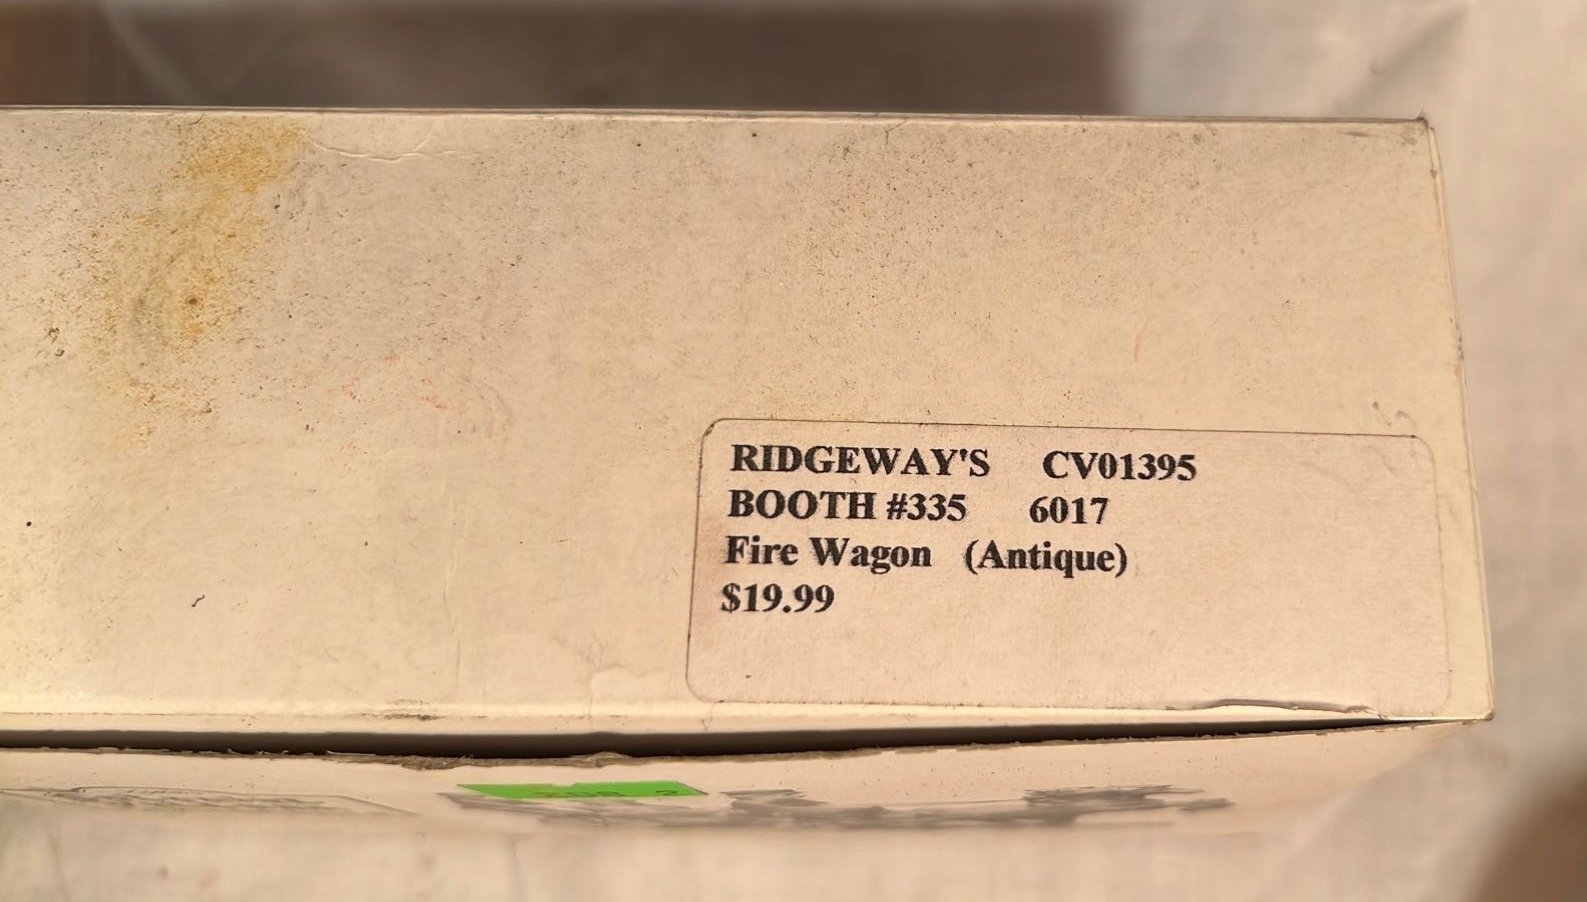 RIDGEWAY'S CV01395
BOOTH #335 6017
Fire Wagon (Antique)
$19.99